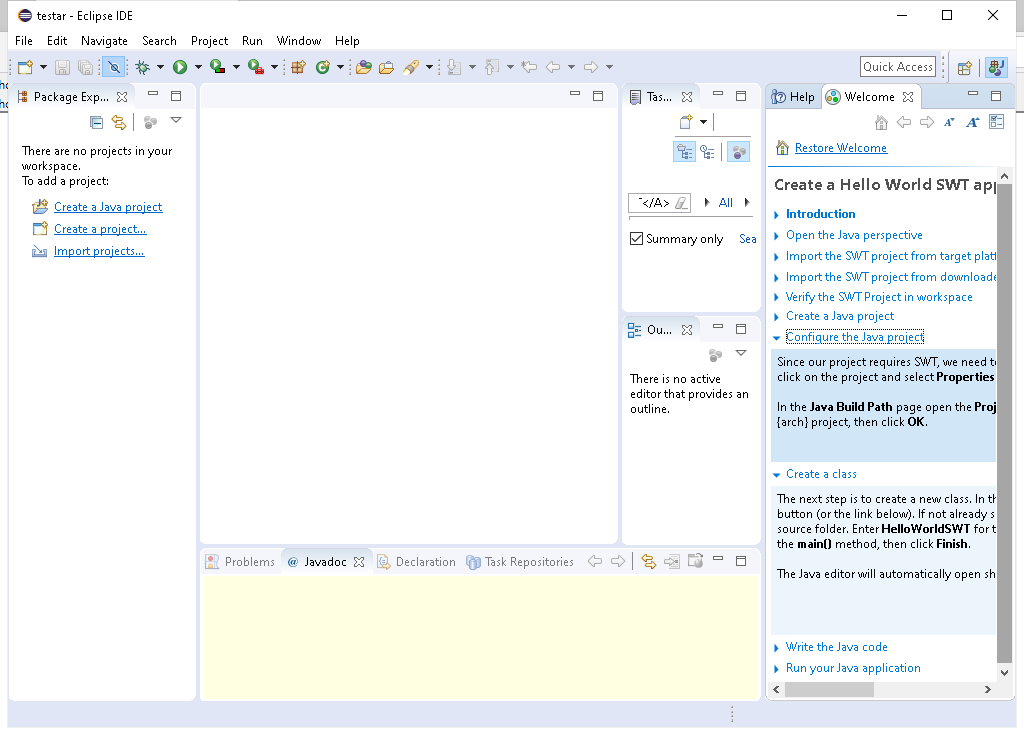 testar - Eclipse IDE
File Edit Navigate Search Project Run Window Help
Quick Access
Package Exp...
There are no projects in your
workspace.
To add a project:
Create a Java project
Create a project...
Import projects...
Tas...
</A>
All
Summary only Sea
Ou...
There is no active
editor that provides an
outline.
Problems @ Javadoc Declaration Task Repositories
Help Welcome
Restore Welcome
Create a Hello World SWT app
Introduction
Open the Java perspective
Import the SWT project from target platf
Import the SWT project from downloade
Verify the SWT Project in workspace
Create a Java project
Configure the Java project
Since our project requires SWT, we need to
click on the project and select Properties
In the Java Build Path page open the Proj
{arch} project, then click OK.
Create a class
The next step is to create a new class. In th
button (or the link below). If not already s
source folder. Enter HelloWorldSWT for t
the main() method, then click Finish.
The Java editor will automatically open sh
Write the Java code
Run your Java application